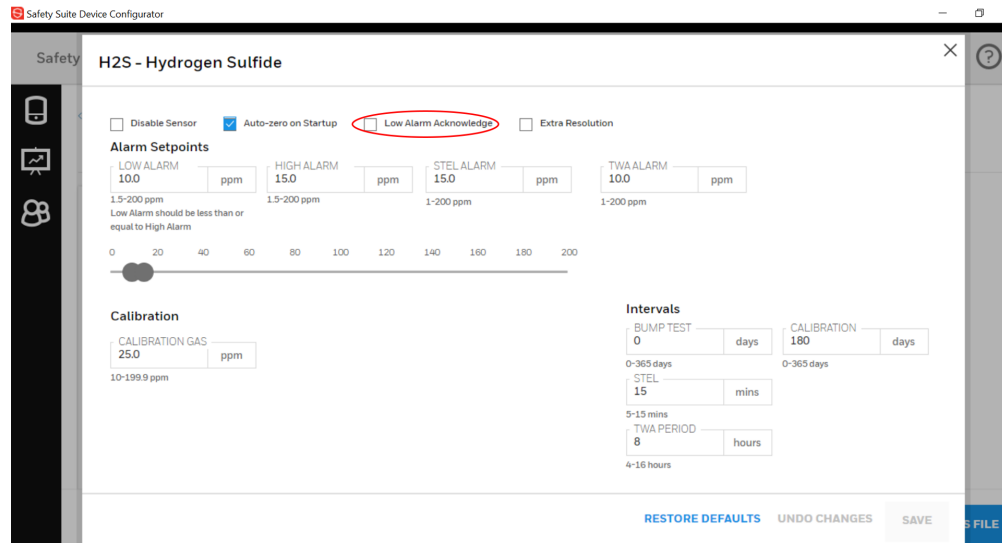 Safety Suite Device Configurator
Safety
H2S - Hydrogen Sulfide
Disable Sensor
Auto-zero on Startup
Low Alarm Acknowledge
Extra Resolution
Alarm Setpoints
LOW ALARM
10.0 ppm
1.5-200 ppm
Low Alarm should be less than or
equal to High Alarm
HIGH ALARM
15.0 ppm
1.5-200 ppm
STEL ALARM
15.0 ppm
1-200 ppm
TWA ALARM
10.0 ppm
1-200 ppm
0 20 40 60 80 100 120 140 160 180 200
Calibration
CALIBRATION GAS
25.0 ppm
10-199.9 ppm
Intervals
BUMP TEST
0 days
0-365 days
CALIBRATION
180 days
0-365 days
STEL
15 mins
5-15 mins
TWA PERIOD
8 hours
4-16 hours
RESTORE DEFAULTS UNDO CHANGES SAVE
S FILE